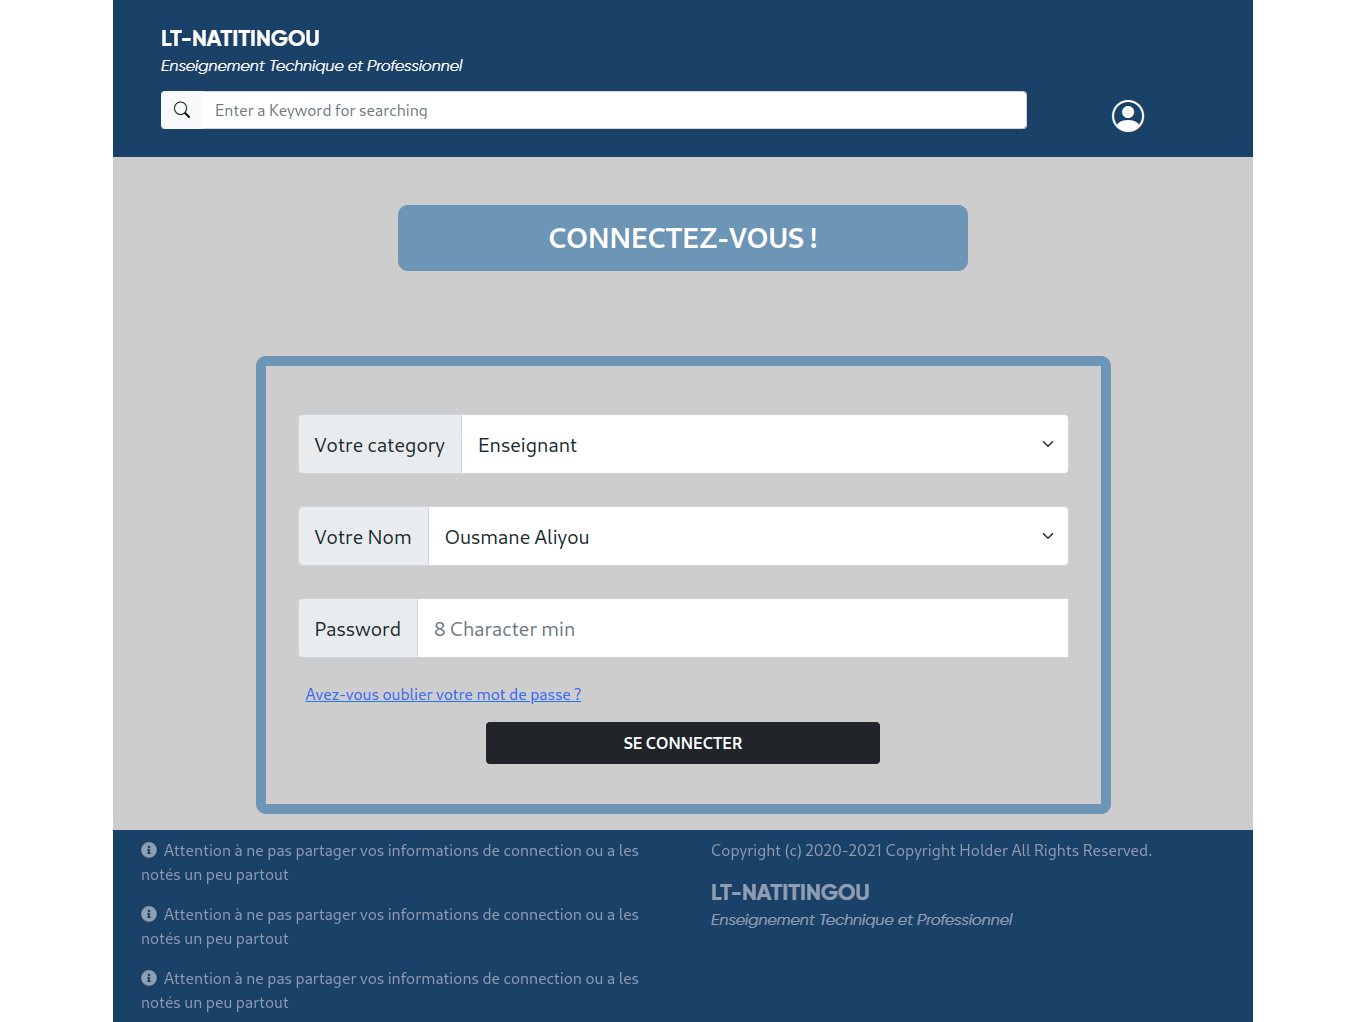 LT-NATITINGOU
Enseignement Technique et Professionnel
Enter a Keyword for searching
CONNECTEZ-VOUS !
Votre category Enseignant
Votre Nom Ousmane Aliyou
Password 8 Character min
Avez-vous oublier votre mot de passe ?
SE CONNECTER
Attention à ne pas partager vos informations de connection ou a les
notés un peu partout
Attention à ne pas partager vos informations de connection ou a les
notés un peu partout
Attention à ne pas partager vos informations de connection ou a les
notés un peu partout
Copyright (c) 2020-2021 Copyright Holder All Rights Reserved.
LT-NATITINGOU
Enseignement Technique et Professionnel